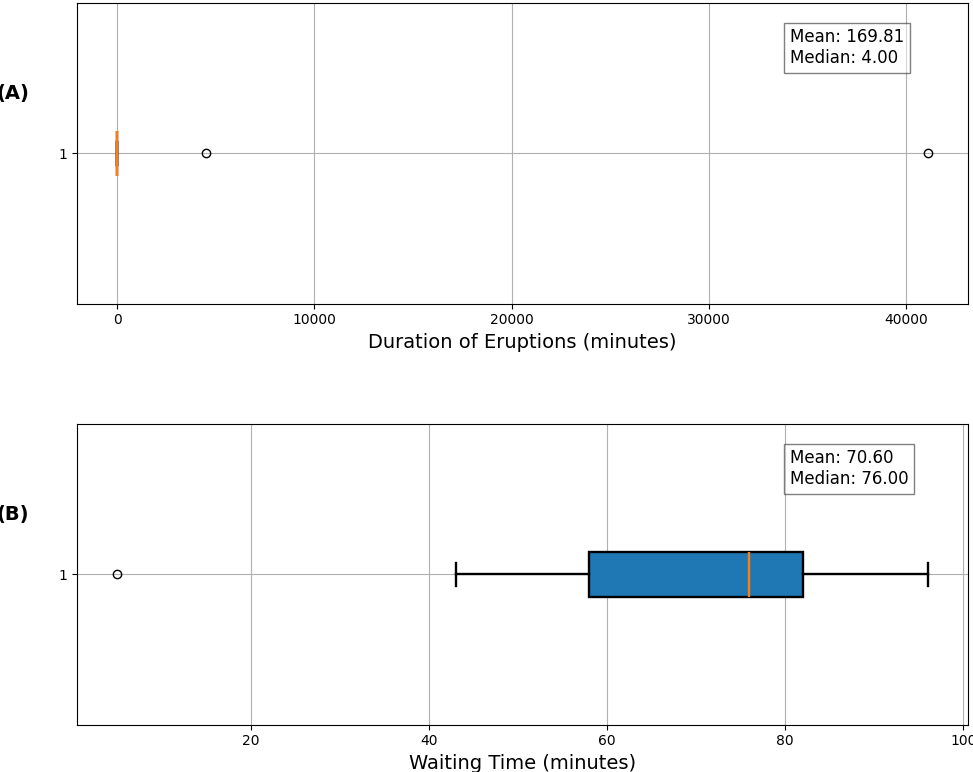 Mean: 169.81
Median: 4.00
(A)
1
0 10000 20000 30000 40000
Duration of Eruptions (minutes)
Mean: 70.60
Median: 76.00
(B)
1
20 40 60 80 100
Waiting Time (minutes)